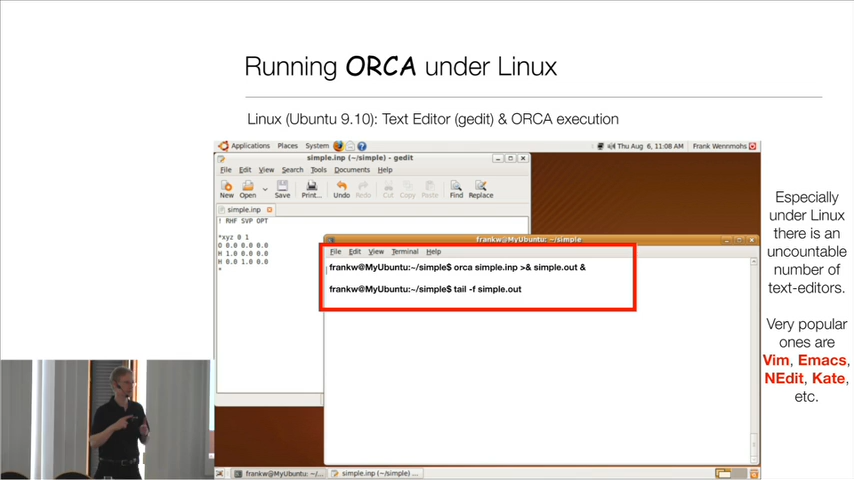 Running ORCA under Linux
Linux (Ubuntu 9.10): Text Editor (gedit) & ORCA execution
Applications Places System Thu Aug 6, 11:08 AM Frank Wennmohs
simple.inp (~/simple) - gedit
File Edit View Search Tools Documents Help
New Open Save Print... Undo Redo Cut Copy Paste Find Replace
simple.inp
! RHF SVP OPT
*xyz 0 1
O 0.0 0.0 0.0
H 1.0 0.0 0.0
H 0.0 1.0 0.0
*
frankw@MyUbuntu: ~/simple
File Edit View Terminal Help
frankw@MyUbuntu:~/simple$ orca simple.inp >& simple.out &
frankw@MyUbuntu:~/simple$ tail -f simple.out
Especially
under Linux
there is an
uncountable
number of
text-editors.
Very popular
ones are
Vim, Emacs,
NEdit, Kate,
etc.
frankw@MyUbuntu: ~/... simple.inp (~/simple) ...